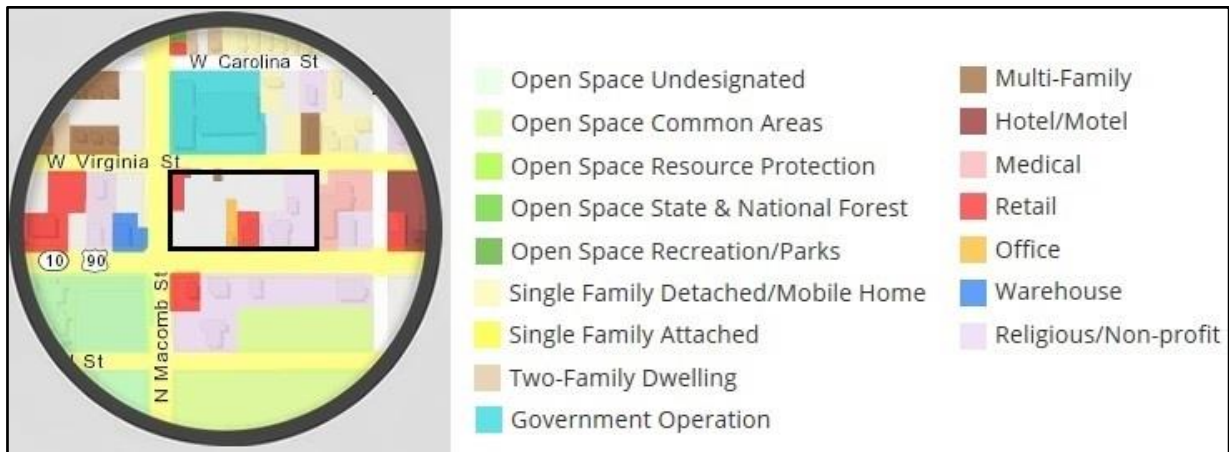 W Carolina St
W Virginia St
10
90
N Macomb St
St
Open Space Undesignated
Open Space Common Areas
Open Space Resource Protection
Open Space State & National Forest
Open Space Recreation/Parks
Single Family Detached/Mobile Home
Single Family Attached
Two-Family Dwelling
Government Operation
Multi-Family
Hotel/Motel
Medical
Retail
Office
Warehouse
Religious/Non-profit